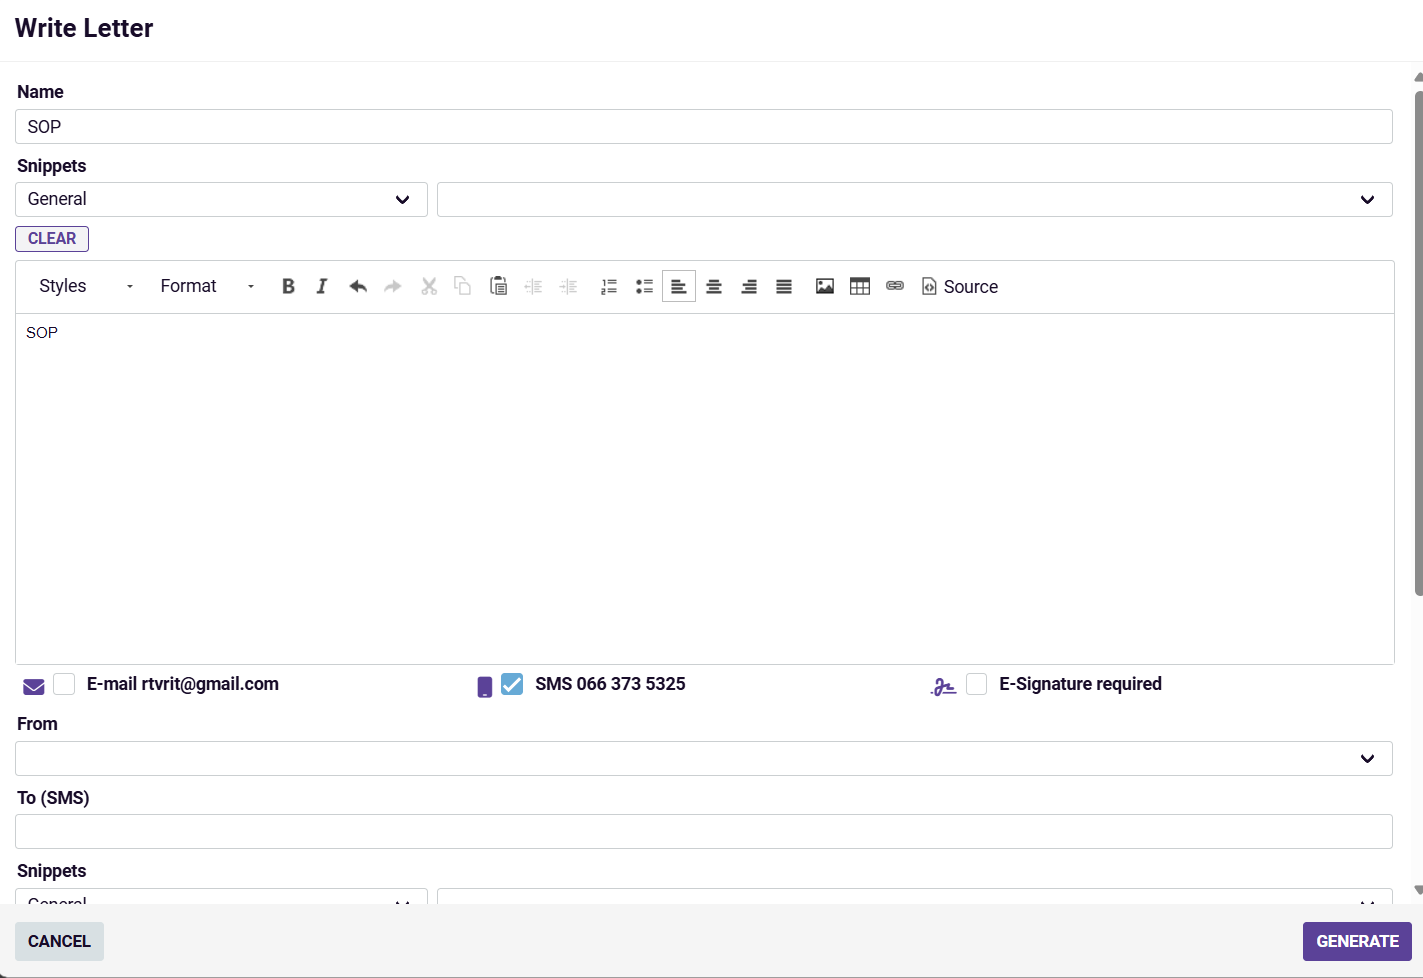 Write Letter
Name
SOP
Snippets
General
CLEAR
Styles Format B I Source
SOP
E-mail rtvrit@gmail.com SMS 066 373 5325 E-Signature required
From
To (SMS)
Snippets
General
CANCEL GENERATE